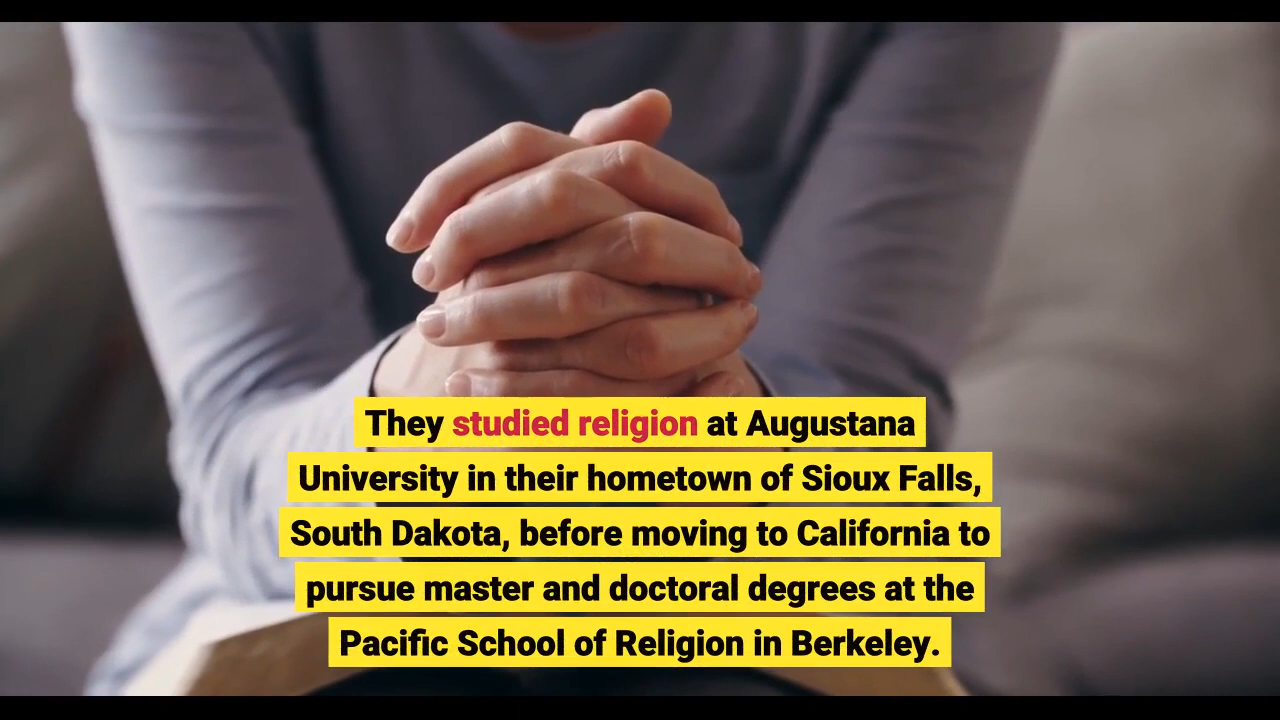 They studied religion at Augustana
University in their hometown of Sioux Falls,
South Dakota, before moving to California to
pursue master and doctoral degrees at the
Pacific School of Religion in Berkeley.